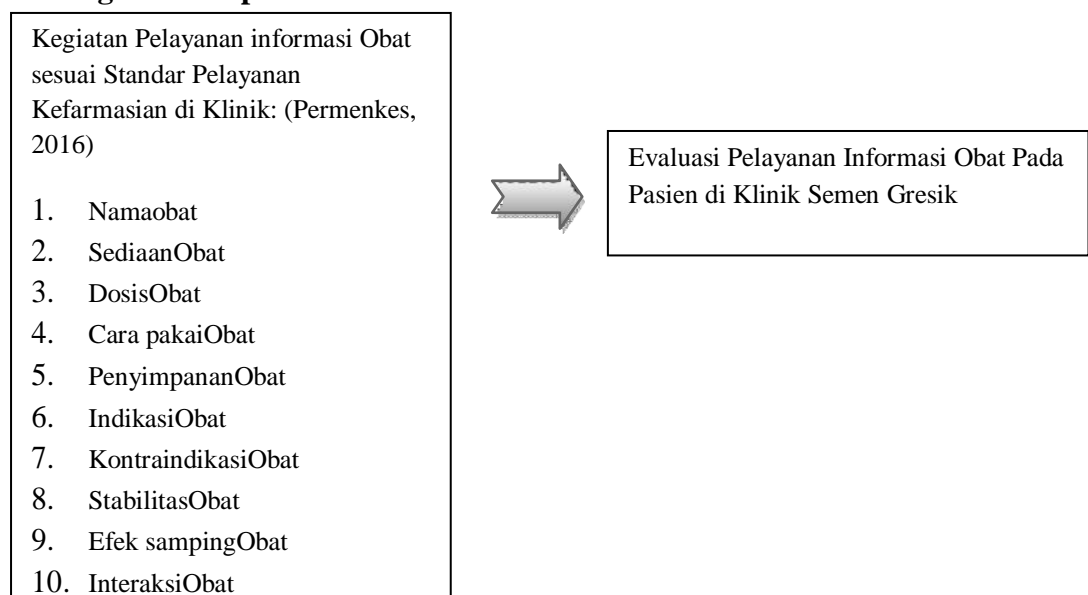 Kegiatan Pelayanan informasi Obat
sesuai Standar Pelayanan
Kefarmasian di Klinik: (Permenkes,
2016)
1. Namaobat
2. SediaanObat
3. DosisObat
4. Cara pakaiObat
5. PenyimpananObat
6. IndikasiObat
7. KontraindikasiObat
8. StabilitasObat
9. Efek sampingObat
10. InteraksiObat
Evaluasi Pelayanan Informasi Obat Pada
Pasien di Klinik Semen Gresik